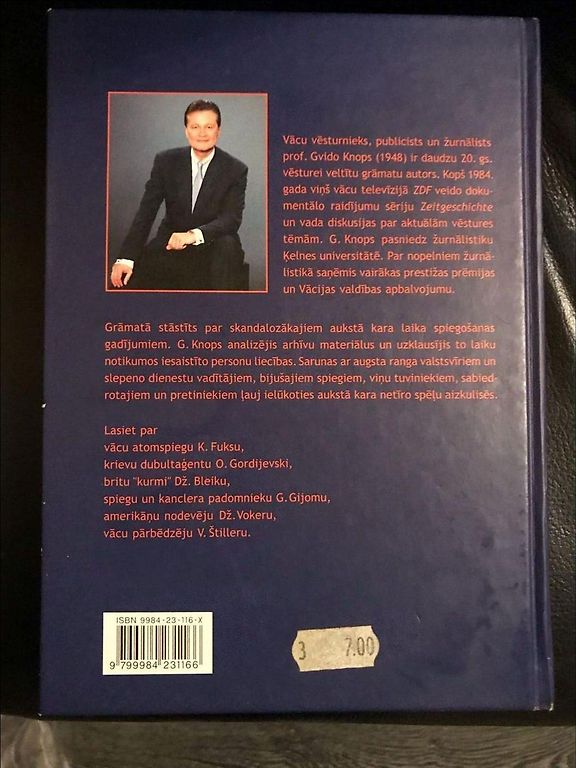 Vācu vēsturnieks, publicists un žurnālists
prof. Gvido Knops (1948) ir daudzu 20. gs.
vēsturei veltītu grāmatu autors. Kopš 1984.
gada viņš vācu televīzijā ZDF veido doku-
mentālo raidījumu sēriju Zeitgeschichte
un vada diskusijas par aktuālām vēstures
tēmām. G. Knops pasniedz žurnālistiku
Ķelnes universitātē. Par nopelniem žurnā-
listikā saņēmis vairākas prestižas prēmijas
un Vācijas valdības apbalvojumu.
Grāmatā stāstīts par skandalozākajiem aukstā kara laika spiegošanas
gadījumiem. G. Knops analizējis arhīvu materiālus un uzklausījis to laiku
notikumos iesaistīto personu liecības. Sarunas ar augsta ranga valstsvīriem un
slepeno dienestu vadītājiem, bijušajiem spiegiem, viņu tuviniekiem, sabied-
rotajiem un pretiniekiem ļauj ielūkoties aukstā kara netīro spēļu aizkulisēs.
Lasiet par
vācu atomspiegu K. Fuksu,
krievu dubultaģentu O. Gordijevski,
britu "kurmi" Dž. Bleiku,
spiegu un kanclera padomnieku G. Gijomu,
amerikāņu nodevēju Dž. Vokeru,
vācu pārbēdzēju V. Štilleru.
ISBN 9984-23-116-X
9 799984 231166
3 7.00